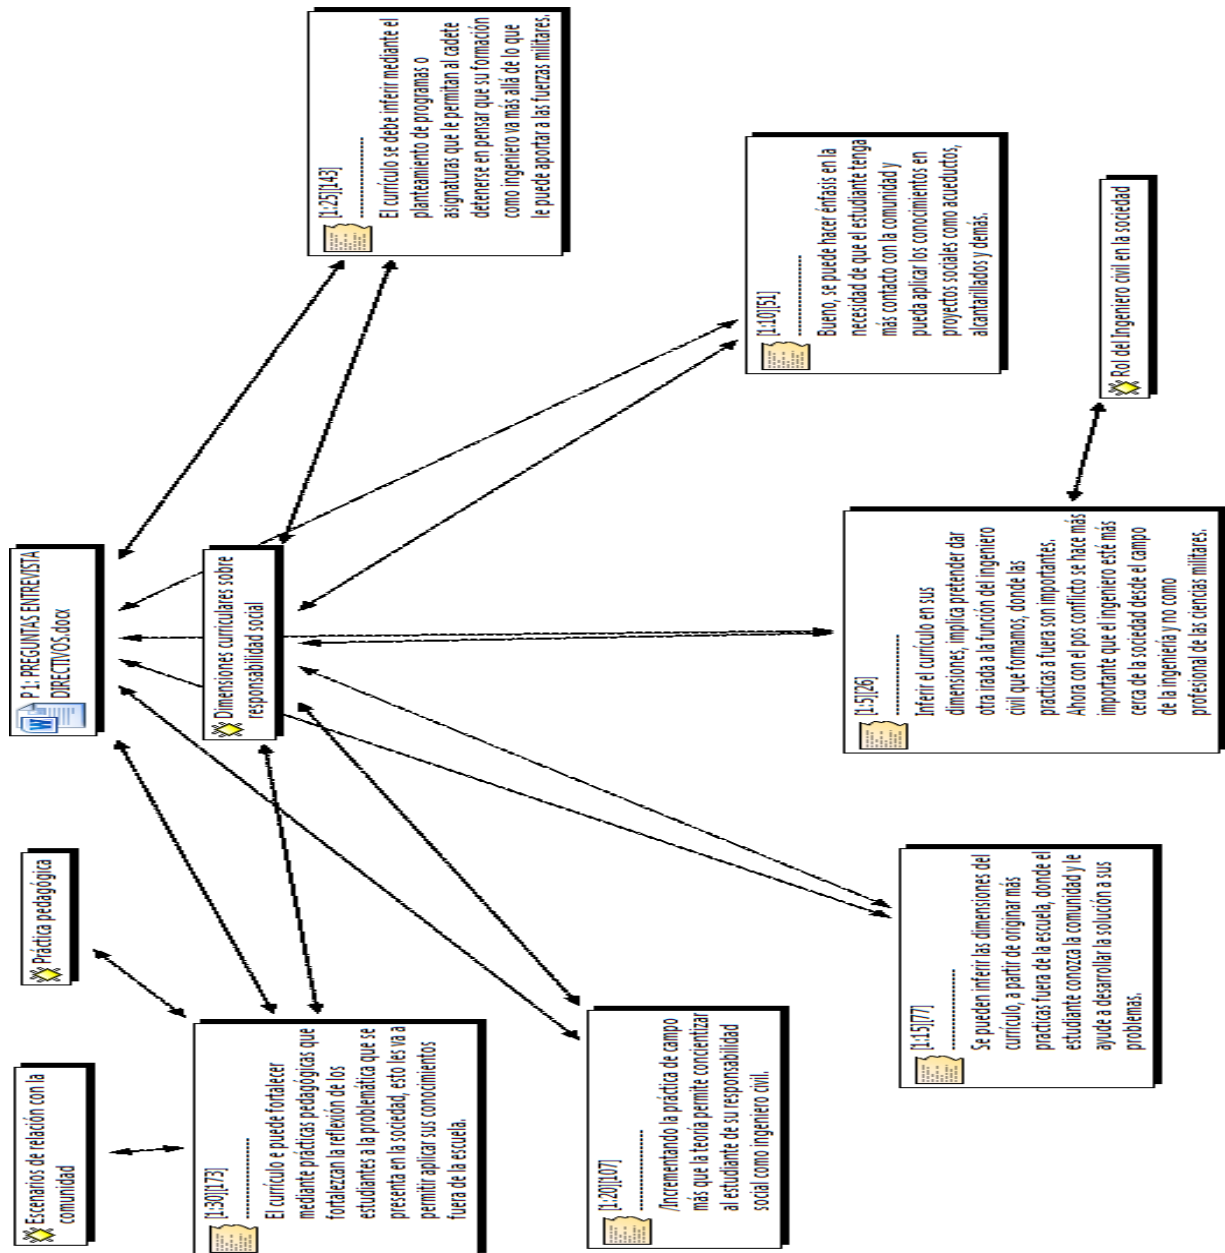 Escenarios de relación con la
comunidad
Práctica pedagógica
P 1: PREGUNTAS ENTREVISTA
DIRECTIVOS.docx
Dimensiones curriculares sobre
responsabilidad social
[1:30][173]
El currículo e puede fortalecer
mediante prácticas pedagógicas que
fortalezcan la reflexión de los
estudiantes a la problemática que se
presenta en la sociedad, esto les va a
permitir aplicar sus conocimientos
fuera de la escuela.
[1:25][143]
El currículo se debe inferir mediante el
planteamiento de programas o
asignaturas que le permitan al cadete
detenerse en pensar que su formación
como ingeniero va más allá de lo que
le puede aportar a las fuerzas militares.
[1:20][107]
/Incrementando la práctica de campo
más que la teoría permite concientizar
al estudiante de su responsabilidad
social como ingeniero civil.
[1:10][51]
Bueno, se puede hacer énfasis en la
necesidad de que el estudiante tenga
más contacto con la comunidad y
pueda aplicar los conocimientos en
proyectos sociales como acueductos,
alcantarillados y demás.
[1:15][77]
Se pueden inferir las dimensiones del
currículo, a partir de originar más
practicas fuera de la escuela, donde el
estudiante conozca la comunidad y le
ayude a desarrollar la solución a sus
problemas.
[1:5][26]
Inferir el currículo en sus
dimensiones, implica pretender dar
otra irada a la función del ingeniero
civil que formamos, donde las
practicas a fuera son importantes.
Ahora con el pos conflicto se hace más
importante que el ingeniero esté más
cerca de la sociedad desde el campo
de la ingeniería y no como
profesional de las ciencias militares.
Rol del Ingeniero civil en la sociedad